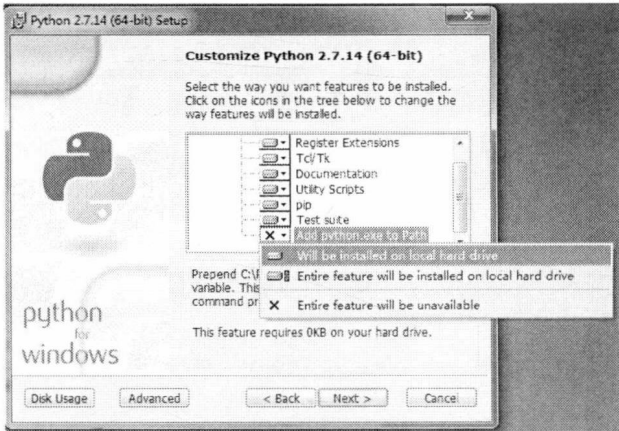 Python 2.7.14 (64-bit) Setup
Customize Python 2.7.14 (64-bit)
Select the way you want features to be installed.
Click on the icons in the tree below to change the
way features will be installed.
Register Extensions
Tcl/Tk
Documentation
Utility Scripts
pip
Test suite
Add python.exe to Path
Will be installed on local hard drive
Entire feature will be installed on local hard drive
Entire feature will be unavailable
Prepend C:\
variable. This
command pr
This feature requires 0KB on your hard drive.
python
for
windows
Disk Usage
Advanced
< Back
Next >
Cancel